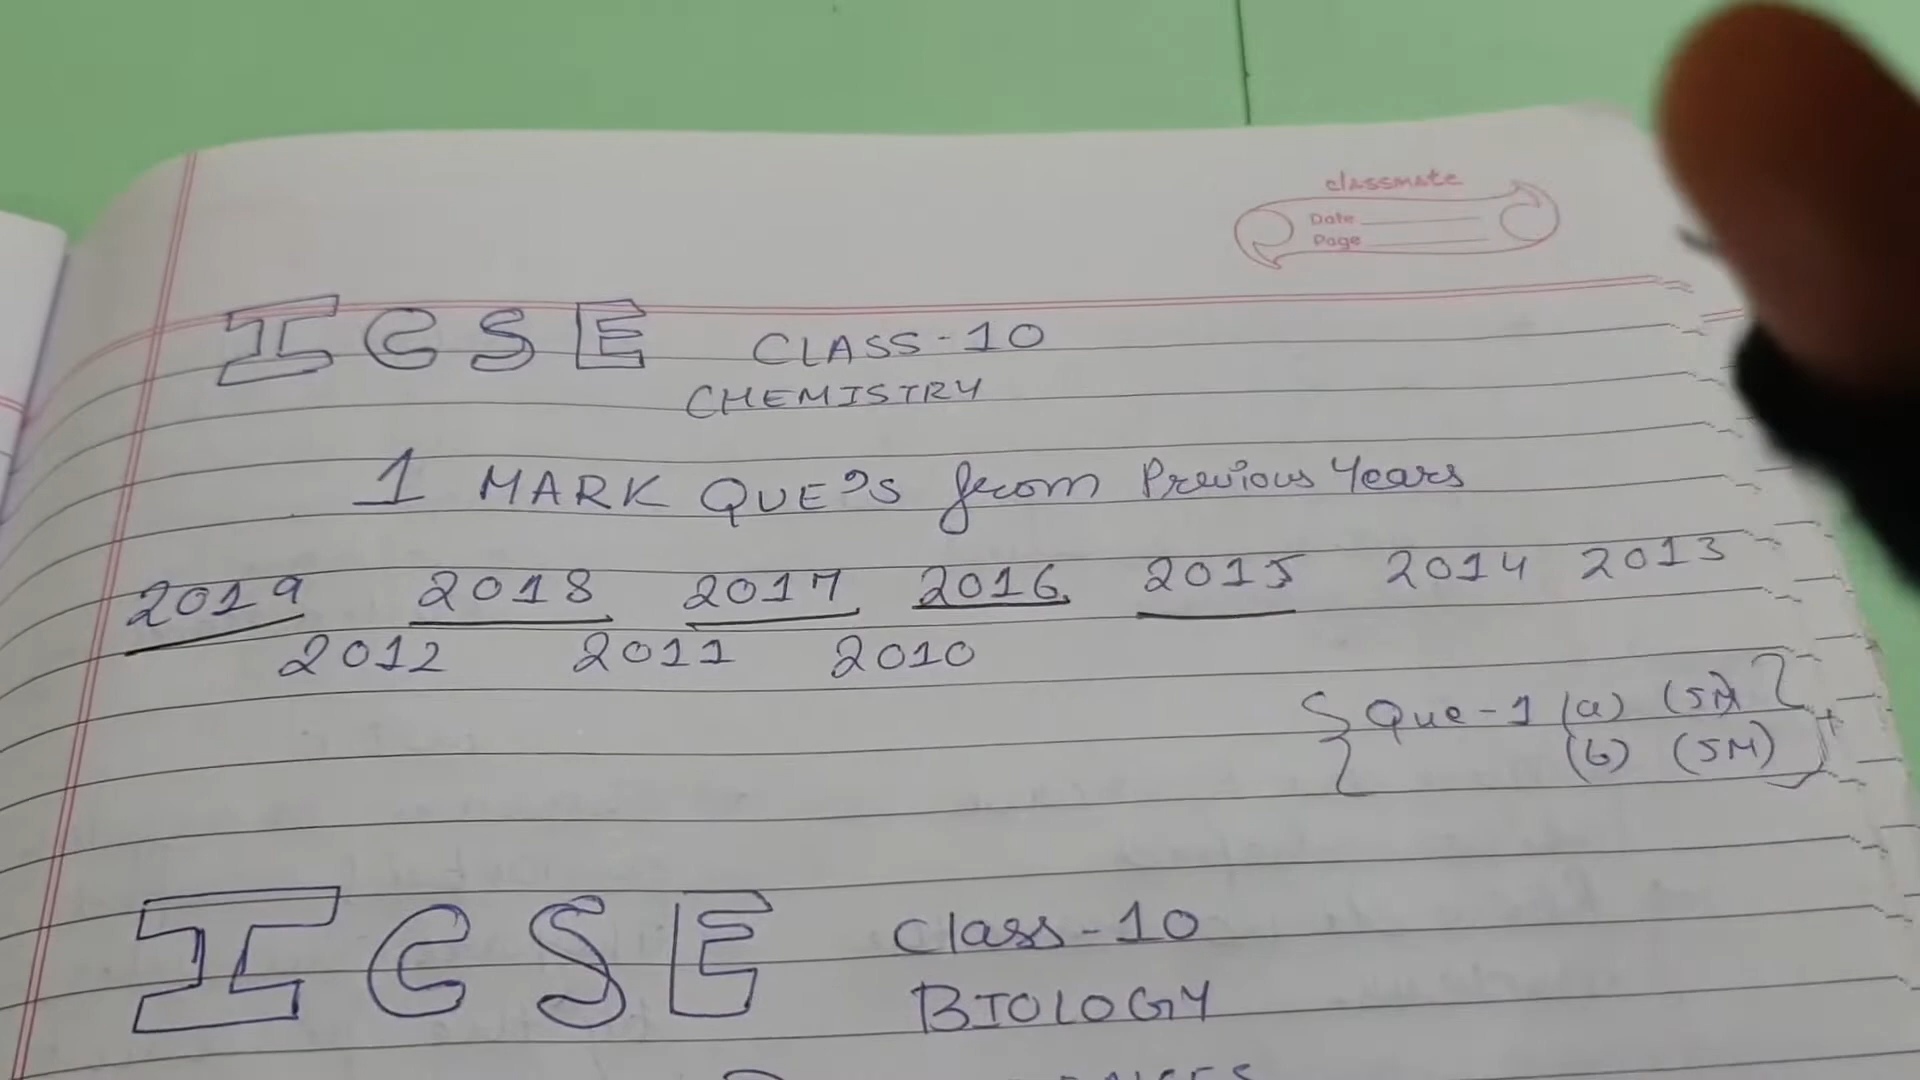 classmate
Date
Page
ICSE CLASS-10
CHEMISTRY
1 MARK QUE'S from Previous Years
2019 2018 2017 2016 2015 2014 2013
2012 2011 2010
Que-1 (a) (5M)
(b) (5M)
ICSE Class-10
BIOLOGY